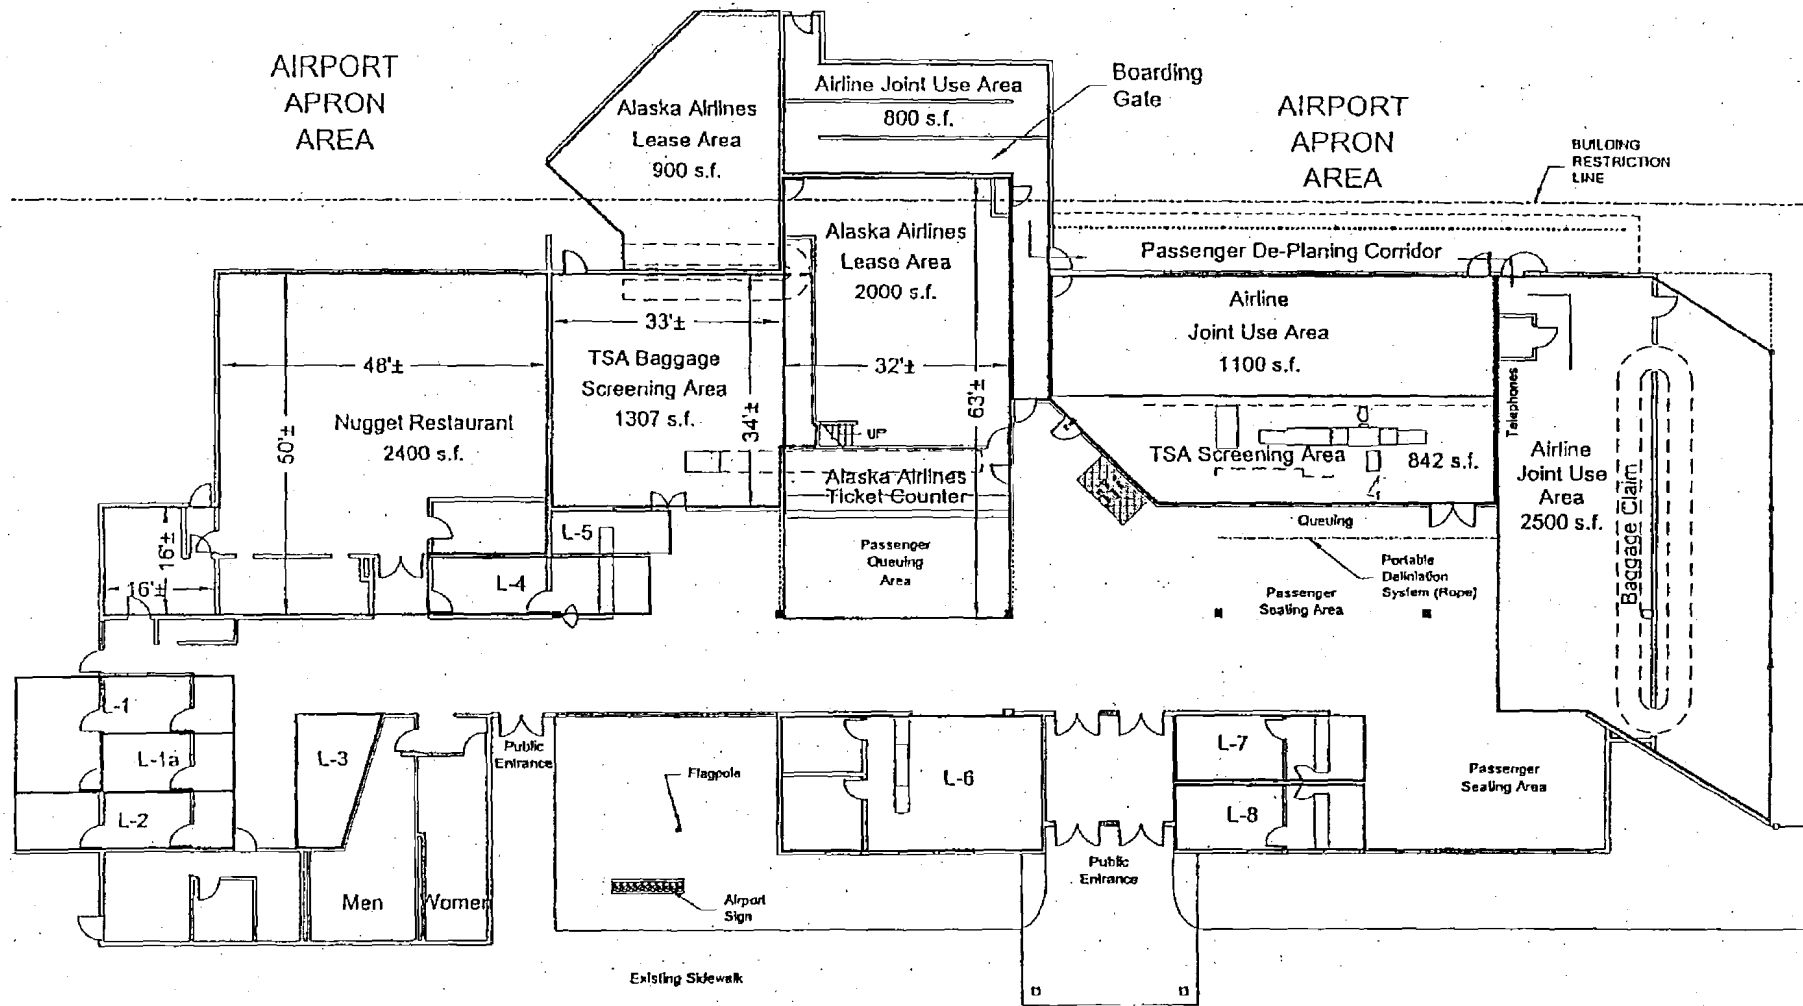 AIRPORT
APRON
AREA
Alaska Airlines
Lease Area
900 s.f.
Airline Joint Use Area
800 s.f.
Boarding
Gate
AIRPORT
APRON
AREA
BUILDING
RESTRICTION
LINE
Alaska Airlines
Lease Area
2000 s.f.
Passenger De-Planing Corridor
Airline
Joint Use Area
1100 s.f.
33'±
TSA Baggage
Screening Area
1307 s.f.
34'±
48'±
50'±
Nugget Restaurant
2400 s.f.
32'±
63'±
UP
Alaska Airlines
Ticket Counter
Passenger
Queuing
Area
TSA Screening Area
842 s.f.
Telephones
Airline
Joint Use
Area
2500 s.f.
Baggage Claim
Queuing
Portable
Deliniation
System (Rope)
Passenger
Seating Area
16'±
16'±
L-5
L-4
L-1
L-1a
L-2
L-3
Public
Entrance
Flagpole
L-6
L-7
L-8
Passenger
Seating Area
Men
Women
Airport
Sign
Public
Entrance
Existing Sidewalk